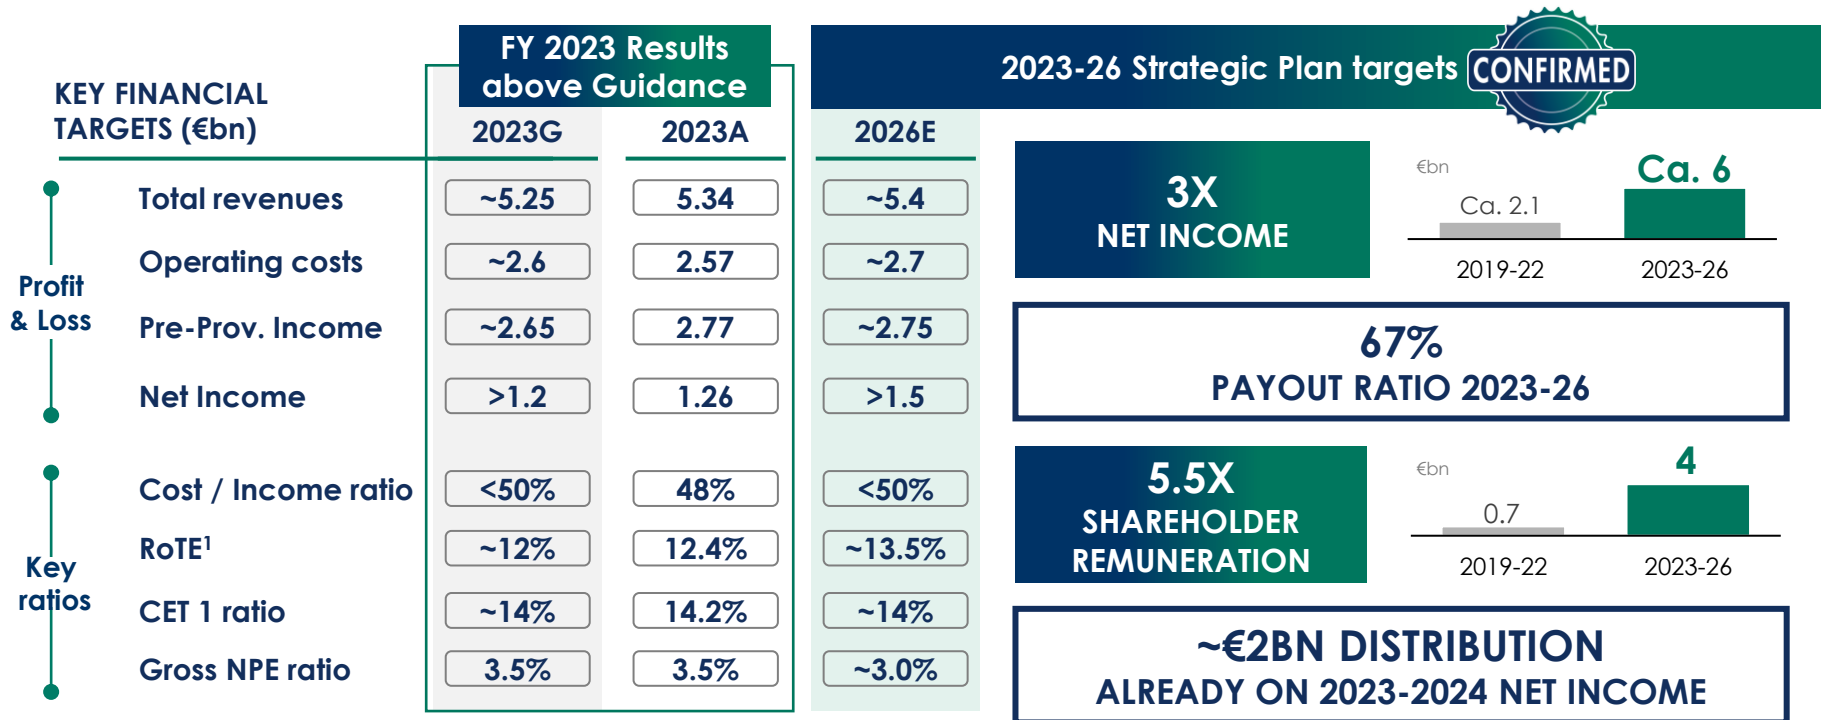 FY 2023 Results
above Guidance
2023-26 Strategic Plan targets CONFIRMED
KEY FINANCIAL
TARGETS (€bn)
2023G 2023A 2026E
Profit
& Loss
Total revenues ~5.25 5.34 ~5.4
Operating costs ~2.6 2.57 ~2.7
Pre-Prov. Income ~2.65 2.77 ~2.75
Net Income >1.2 1.26 >1.5
Key
ratios
Cost / Income ratio <50% 48% <50%
RoTE¹ ~12% 12.4% ~13.5%
CET 1 ratio ~14% 14.2% ~14%
Gross NPE ratio 3.5% 3.5% ~3.0%
3X
NET INCOME
€bn
Ca. 2.1 Ca. 6
2019-22 2023-26
67%
PAYOUT RATIO 2023-26
5.5X
SHAREHOLDER
REMUNERATION
€bn
0.7 4
2019-22 2023-26
~€2BN DISTRIBUTION
ALREADY ON 2023-2024 NET INCOME